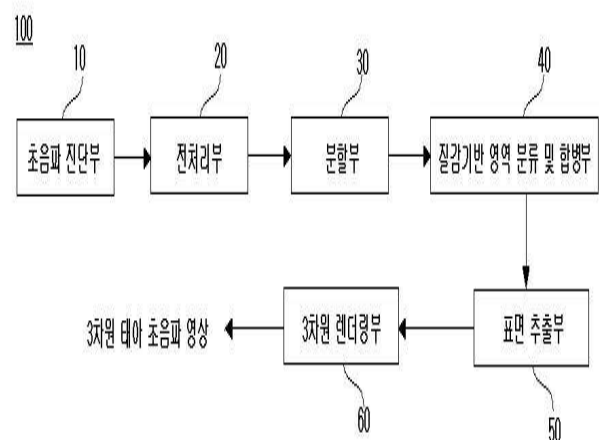 100
10
20
30
40
초음파 진단부
전처리부
분할부
질감기반 영역 분류 및 합병부
3차원 태아 초음파 영상
3차원 렌더링부
표면 추출부
60
50